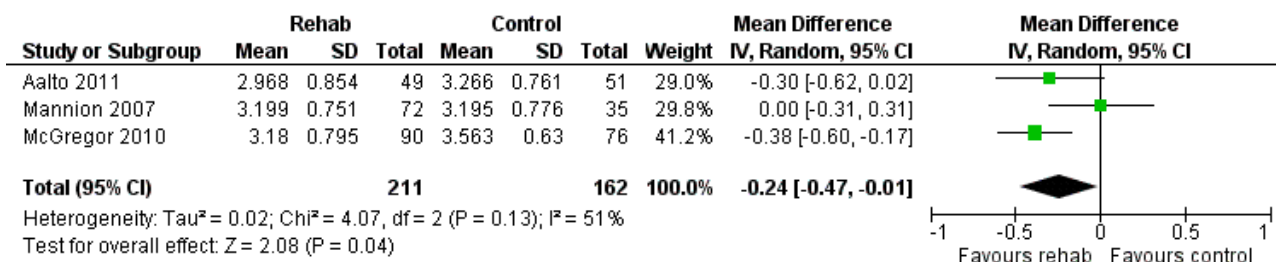 Rehab Control Mean Difference Mean Difference
Study or Subgroup Mean SD Total Mean SD Total Weight IV, Random, 95% CI IV, Random, 95% CI
Aalto 2011 2.968 0.854 49 3.266 0.761 51 29.0% -0.30 [-0.62, 0.02]
Mannion 2007 3.199 0.751 72 3.195 0.776 35 29.8% 0.00 [-0.31, 0.31]
McGregor 2010 3.18 0.795 90 3.563 0.63 76 41.2% -0.38 [-0.60, -0.17]
Total (95% CI) 211 162 100.0% -0.24 [-0.47, -0.01]
Heterogeneity: Tau² = 0.02; Chi² = 4.07, df = 2 (P = 0.13); I² = 51%
Test for overall effect: Z = 2.08 (P = 0.04)
-1 -0.5 0 0.5 1
Favours rehab Favours control